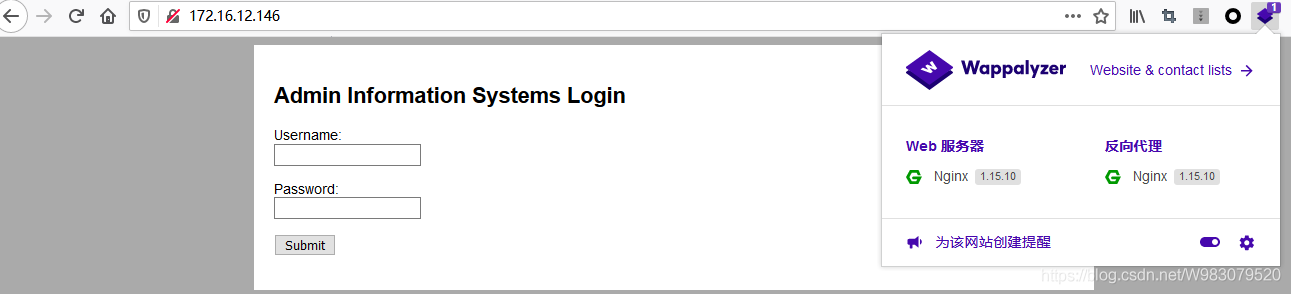 172.16.12.146
1
W Wappalyzer
Website & contact lists
Admin Information Systems Login
Username:
Password:
Submit
Web 服务器
反向代理
Nginx 1.15.10
Nginx 1.15.10
为该网站创建提醒
https://blog.csdn.net/W983079520